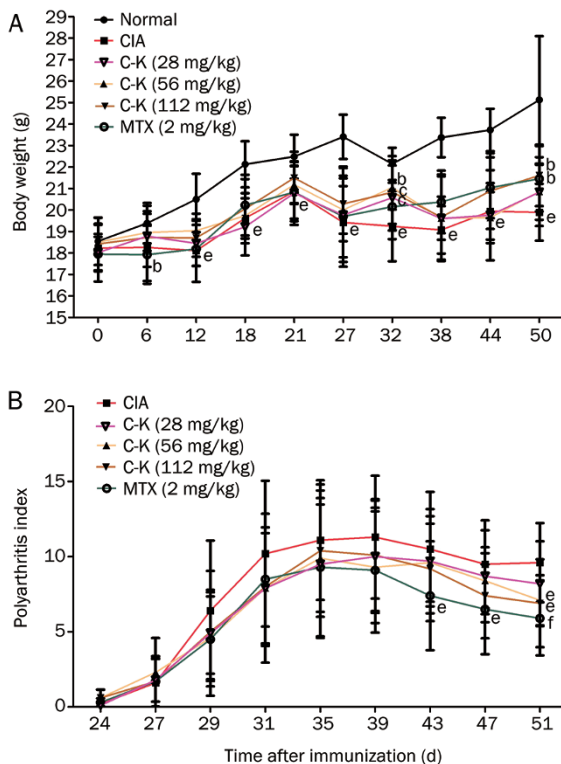 A
Body weight (g)
29
28
27
26
25
24
23
22
21
20
19
18
17
16
15
Normal
CIA
C-K (28 mg/kg)
C-K (56 mg/kg)
C-K (112 mg/kg)
MTX (2 mg/kg)
b
e
e
e
e
b
c
c
e
e
b
b
e
0 6 12 18 21 27 32 38 44 50
B
Polyarthritis index
20
15
10
5
0
CIA
C-K (28 mg/kg)
C-K (56 mg/kg)
C-K (112 mg/kg)
MTX (2 mg/kg)
e
e
e
e
f
24 27 29 31 35 39 43 47 51
Time after immunization (d)